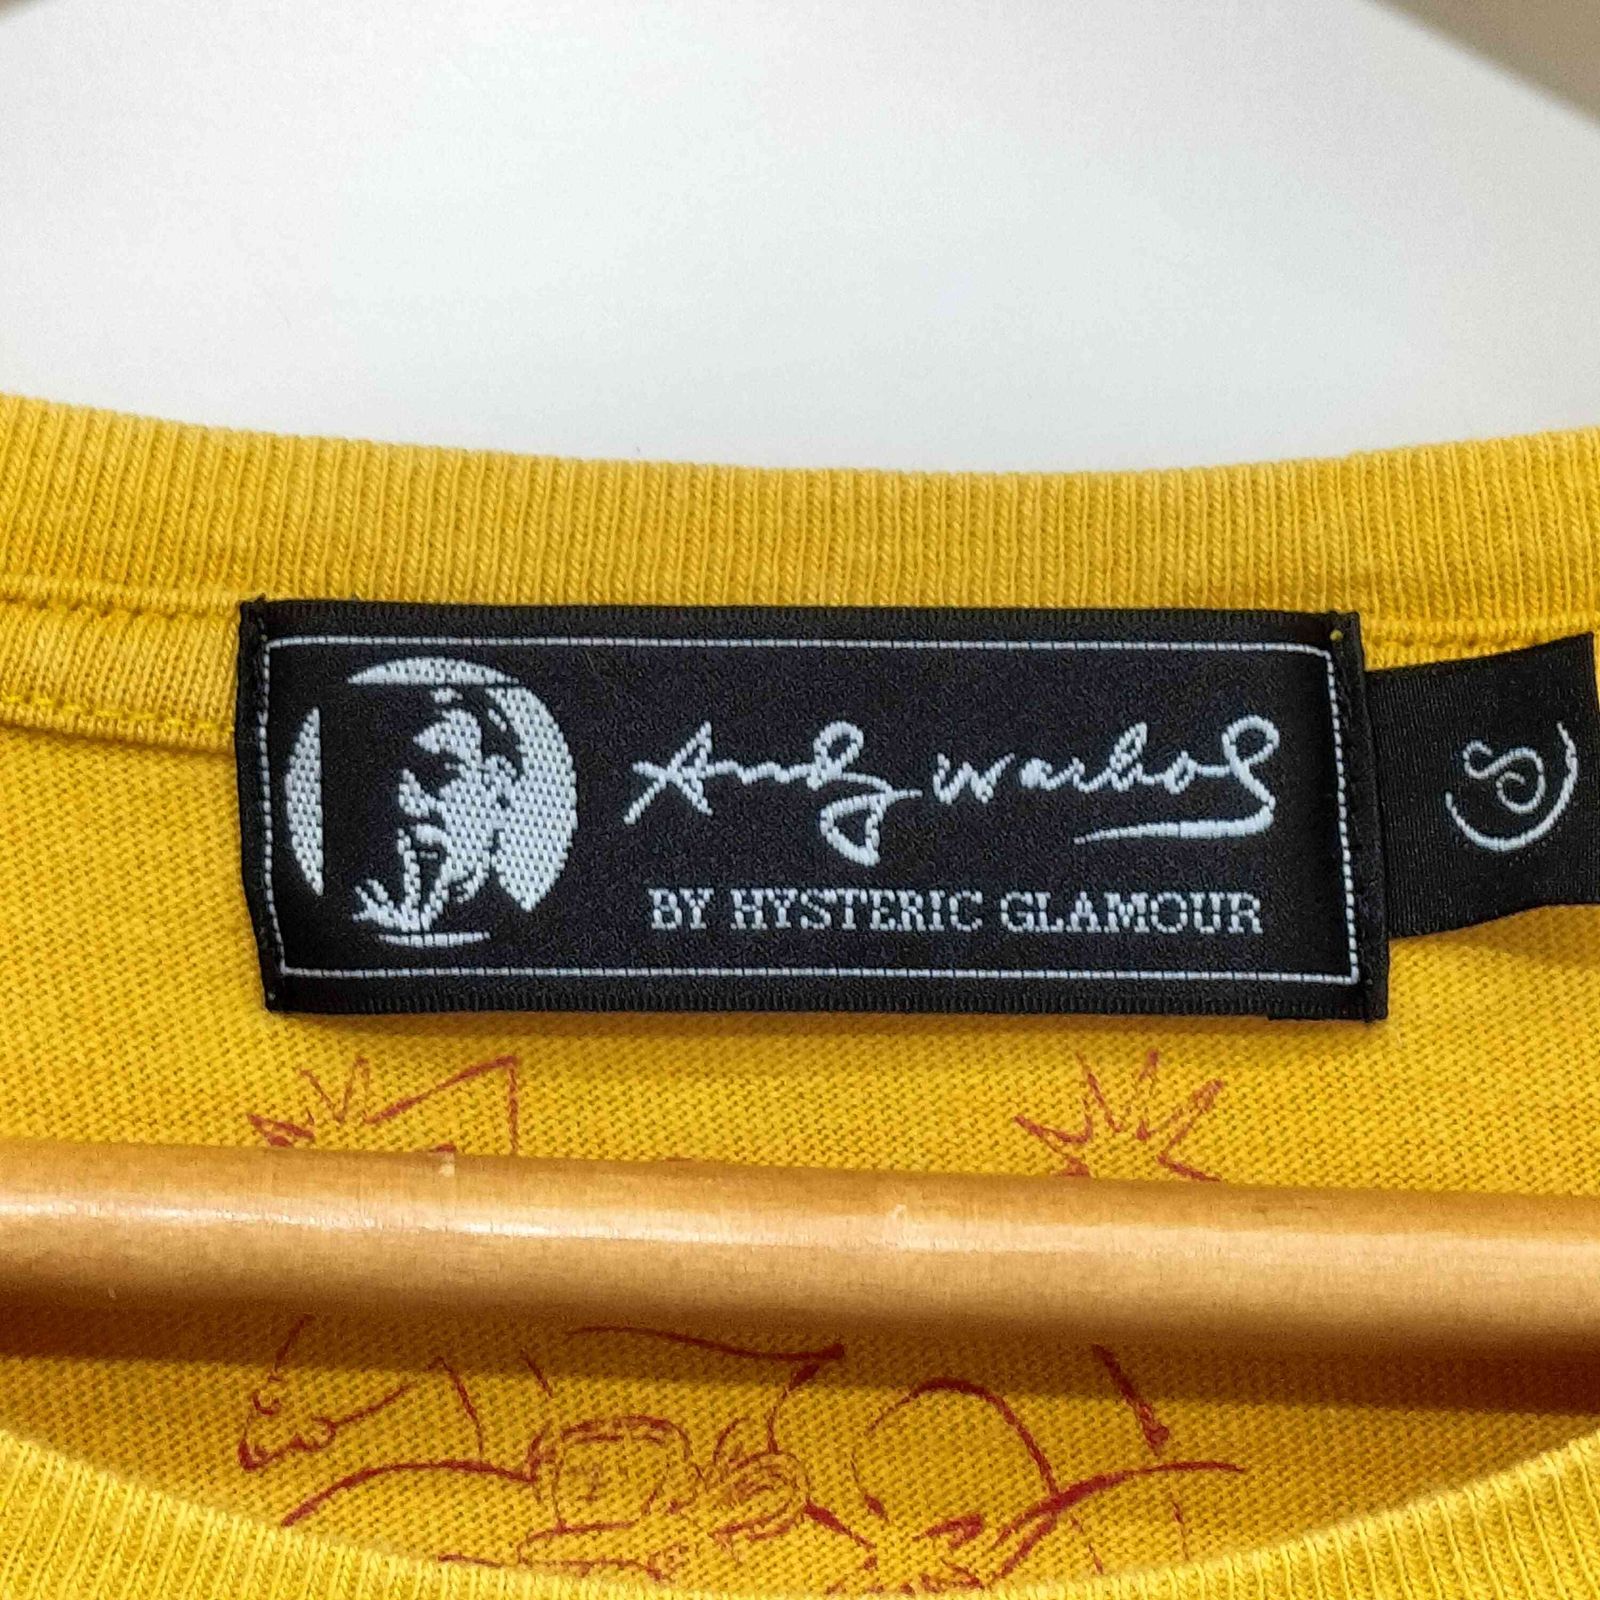 Andy Warhol
BY HYSTERIC GLAMOUR
S